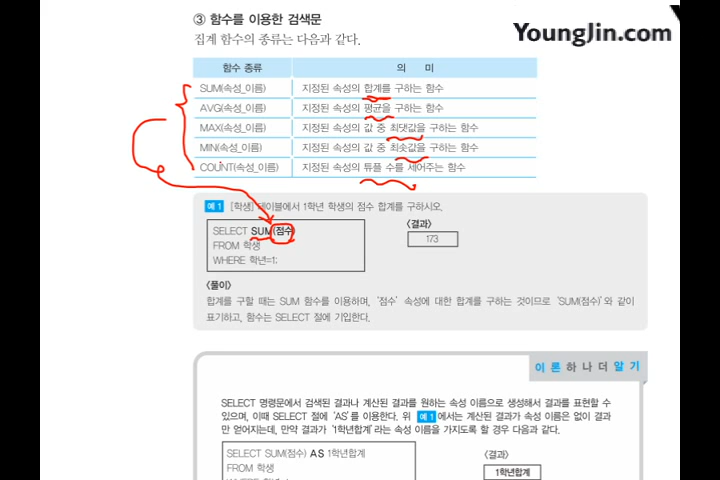 ③ 함수를 이용한 검색문
YoungJin.com
집계 함수의 종류는 다음과 같다.
함수 종류 의 미
SUM(속성_이름) 지정된 속성의 합계를 구하는 함수
AVG(속성_이름) 지정된 속성의 평균을 구하는 함수
MAX(속성_이름) 지정된 속성의 값 중 최댓값을 구하는 함수
MIN(속성_이름) 지정된 속성의 값 중 최솟값을 구하는 함수
COUNT(속성_이름) 지정된 속성의 튜플 수를 세어주는 함수
예 1 [학생] 테이블에서 1학년 학생의 점수 합계를 구하시오.
SELECT SUM(점수)
FROM 학생
WHERE 학년=1;
<결과>
173
<풀이>
합계를 구할 때는 SUM 함수를 이용하며, '점수' 속성에 대한 합계를 구하는 것이므로 'SUM(점수)'와 같이
표기하고, 함수는 SELECT 절에 기입한다.
이론 하나 더 알기
SELECT 명령문에서 검색된 결과나 계산된 결과를 원하는 속성 이름으로 생성해서 결과를 표현할 수
있으며, 이때 SELECT 절에 'AS'를 이용한다. 위 예 1 에서는 계산된 결과가 속성 이름은 없이 결과
만 얻어지는데, 만약 결과가 '1학년합계'라는 속성 이름을 가지도록 할 경우 다음과 같다.
SELECT SUM(점수) AS 1학년합계
FROM 학생
<결과>
1학년합계